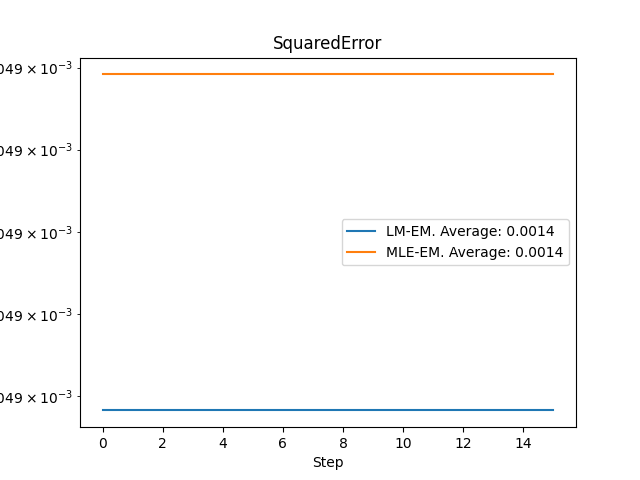 SquaredError
049 × 10⁻³
049 × 10⁻³
049 × 10⁻³
049 × 10⁻³
049 × 10⁻³
LM-EM. Average: 0.0014
MLE-EM. Average: 0.0014
0 2 4 6 8 10 12 14
Step